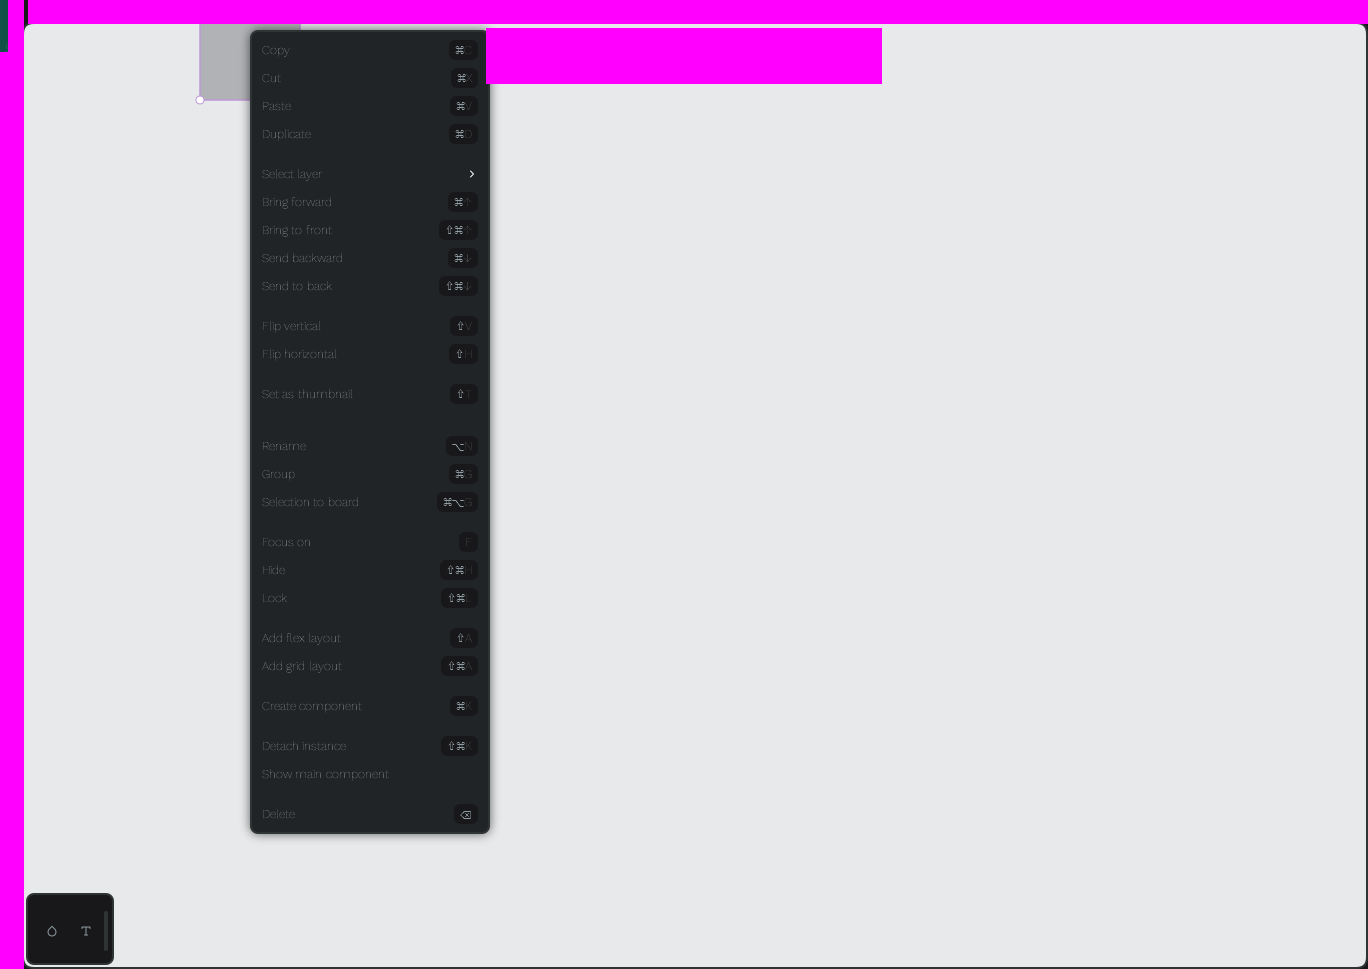 Copy ⌘C
Cut ⌘X
Paste ⌘V
Duplicate ⌘D
Select layer
Bring forward ⌘↑
Bring to front ⇧⌘↑
Send backward ⌘↓
Send to back ⇧⌘↓
Flip vertical ⇧V
Flip horizontal ⇧H
Set as thumbnail ⇧T
Rename ⌥N
Group ⌘G
Selection to board ⌘⌥G
Focus on F
Hide ⇧⌘H
Lock ⇧⌘L
Add flex layout ⇧A
Add grid layout ⇧⌘A
Create component ⌘K
Detach instance ⇧⌘K
Show main component
Delete ⌫
T